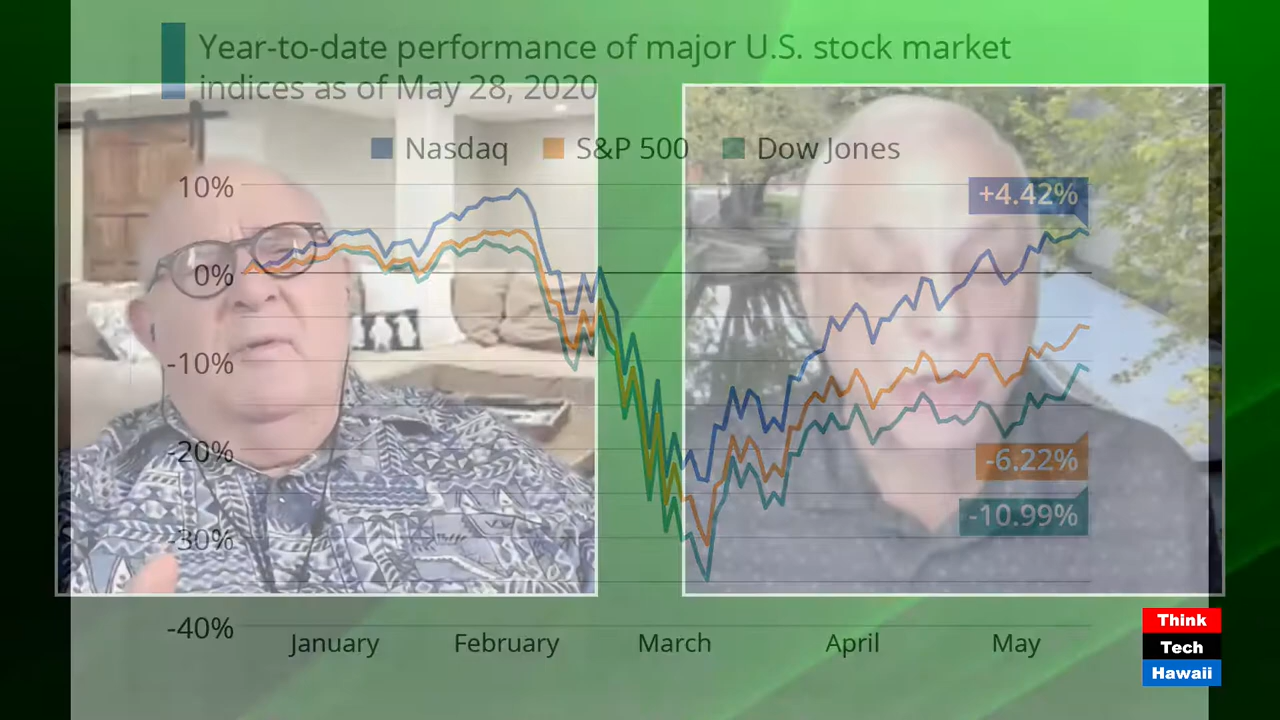 Year-to-date performance of major U.S. stock market
indices as of May 28, 2020
Nasdaq S&P 500 Dow Jones
10%
+4.42%
0%
-10%
-20%
-6.22%
-10.99%
-30%
-40%
January February March April May
Think
Tech
Hawaii